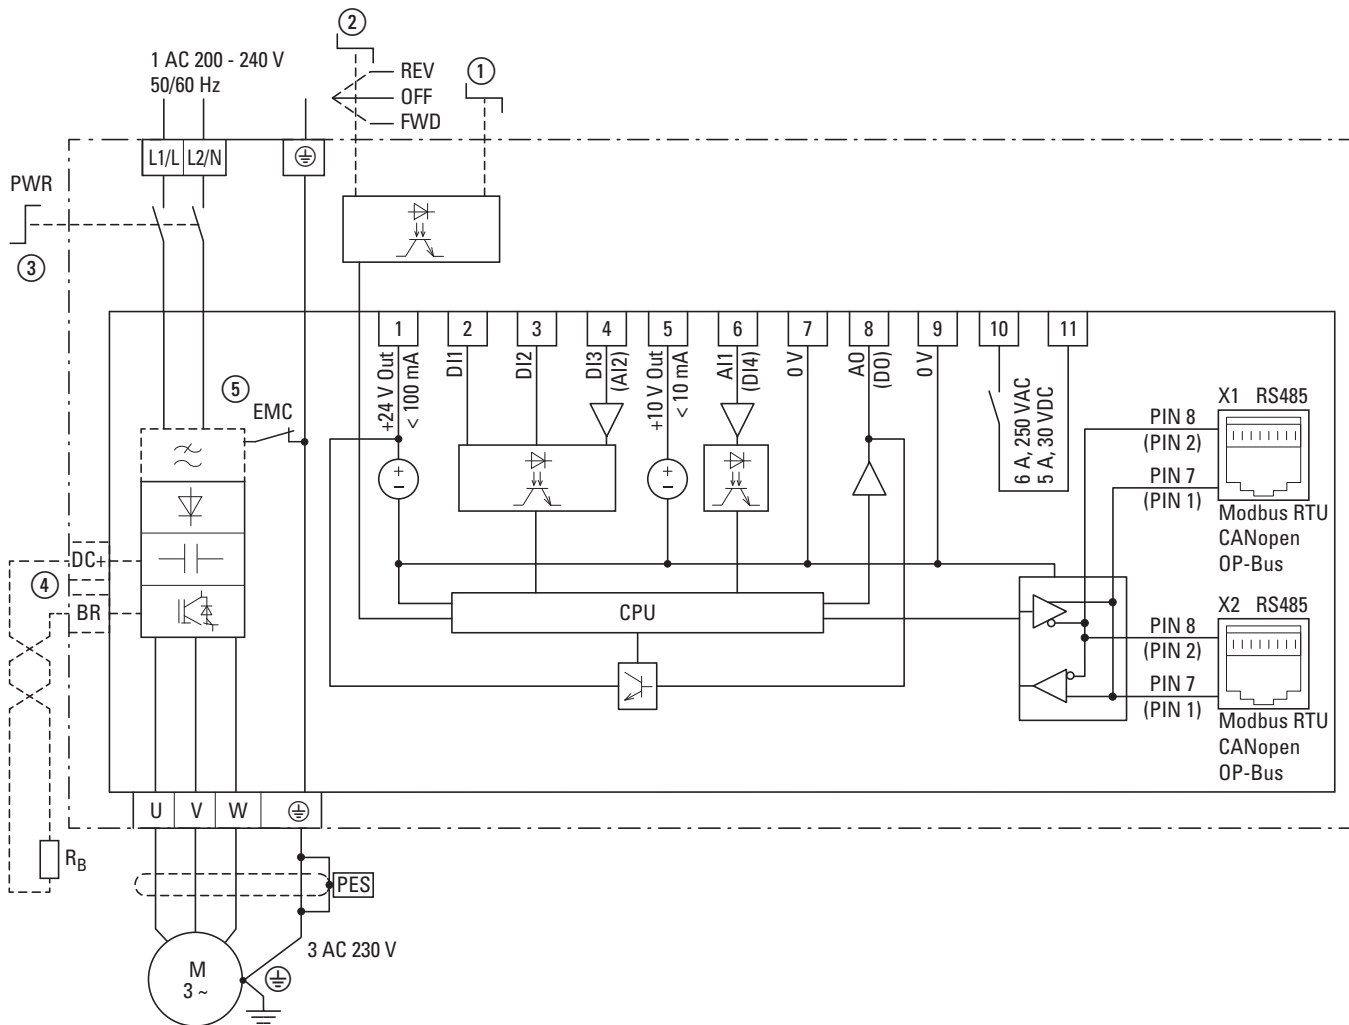 2
1 AC 200 - 240 V
50/60 Hz
REV
OFF
FWD
1
L1/L L2/N
PWR
3
1 2 3 4 5 6 7 8 9 10 11
+24 V Out
< 100 mA
DI1
DI2
DI3
(AI2)
+10 V Out
< 10 mA
AI1
(DI4)
0 V
AO
(DO)
0 V
6 A, 250 VAC
5 A, 30 VDC
5
EMC
X1 RS485
PIN 8
(PIN 2)
PIN 7
(PIN 1)
Modbus RTU
CANopen
OP-Bus
+
–
+
–
DC+
4
BR
CPU
X2 RS485
PIN 8
(PIN 2)
PIN 7
(PIN 1)
Modbus RTU
CANopen
OP-Bus
U V W
RB
PES
3 AC 230 V
M
3 ~